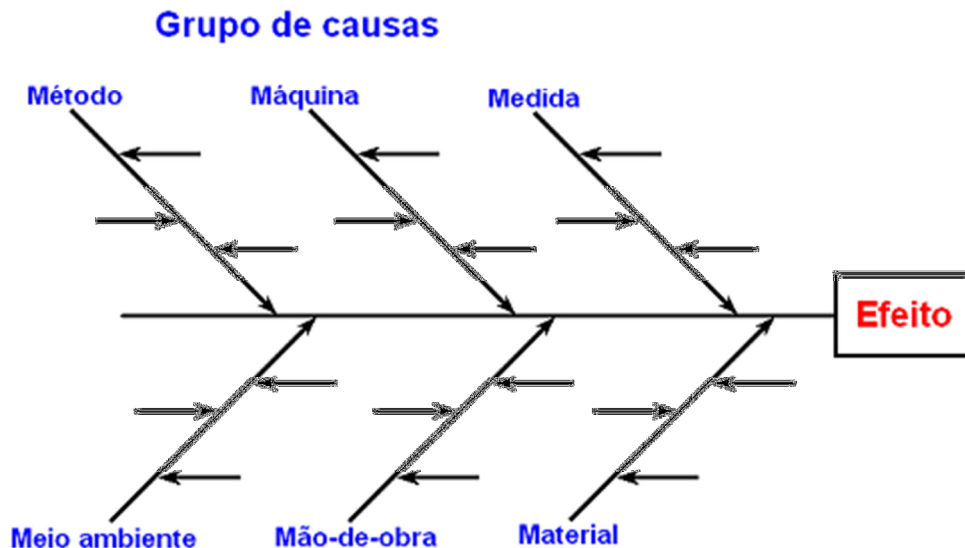 Grupo de causas
Método
Máquina
Medida
Efeito
Meio ambiente
Mão-de-obra
Material